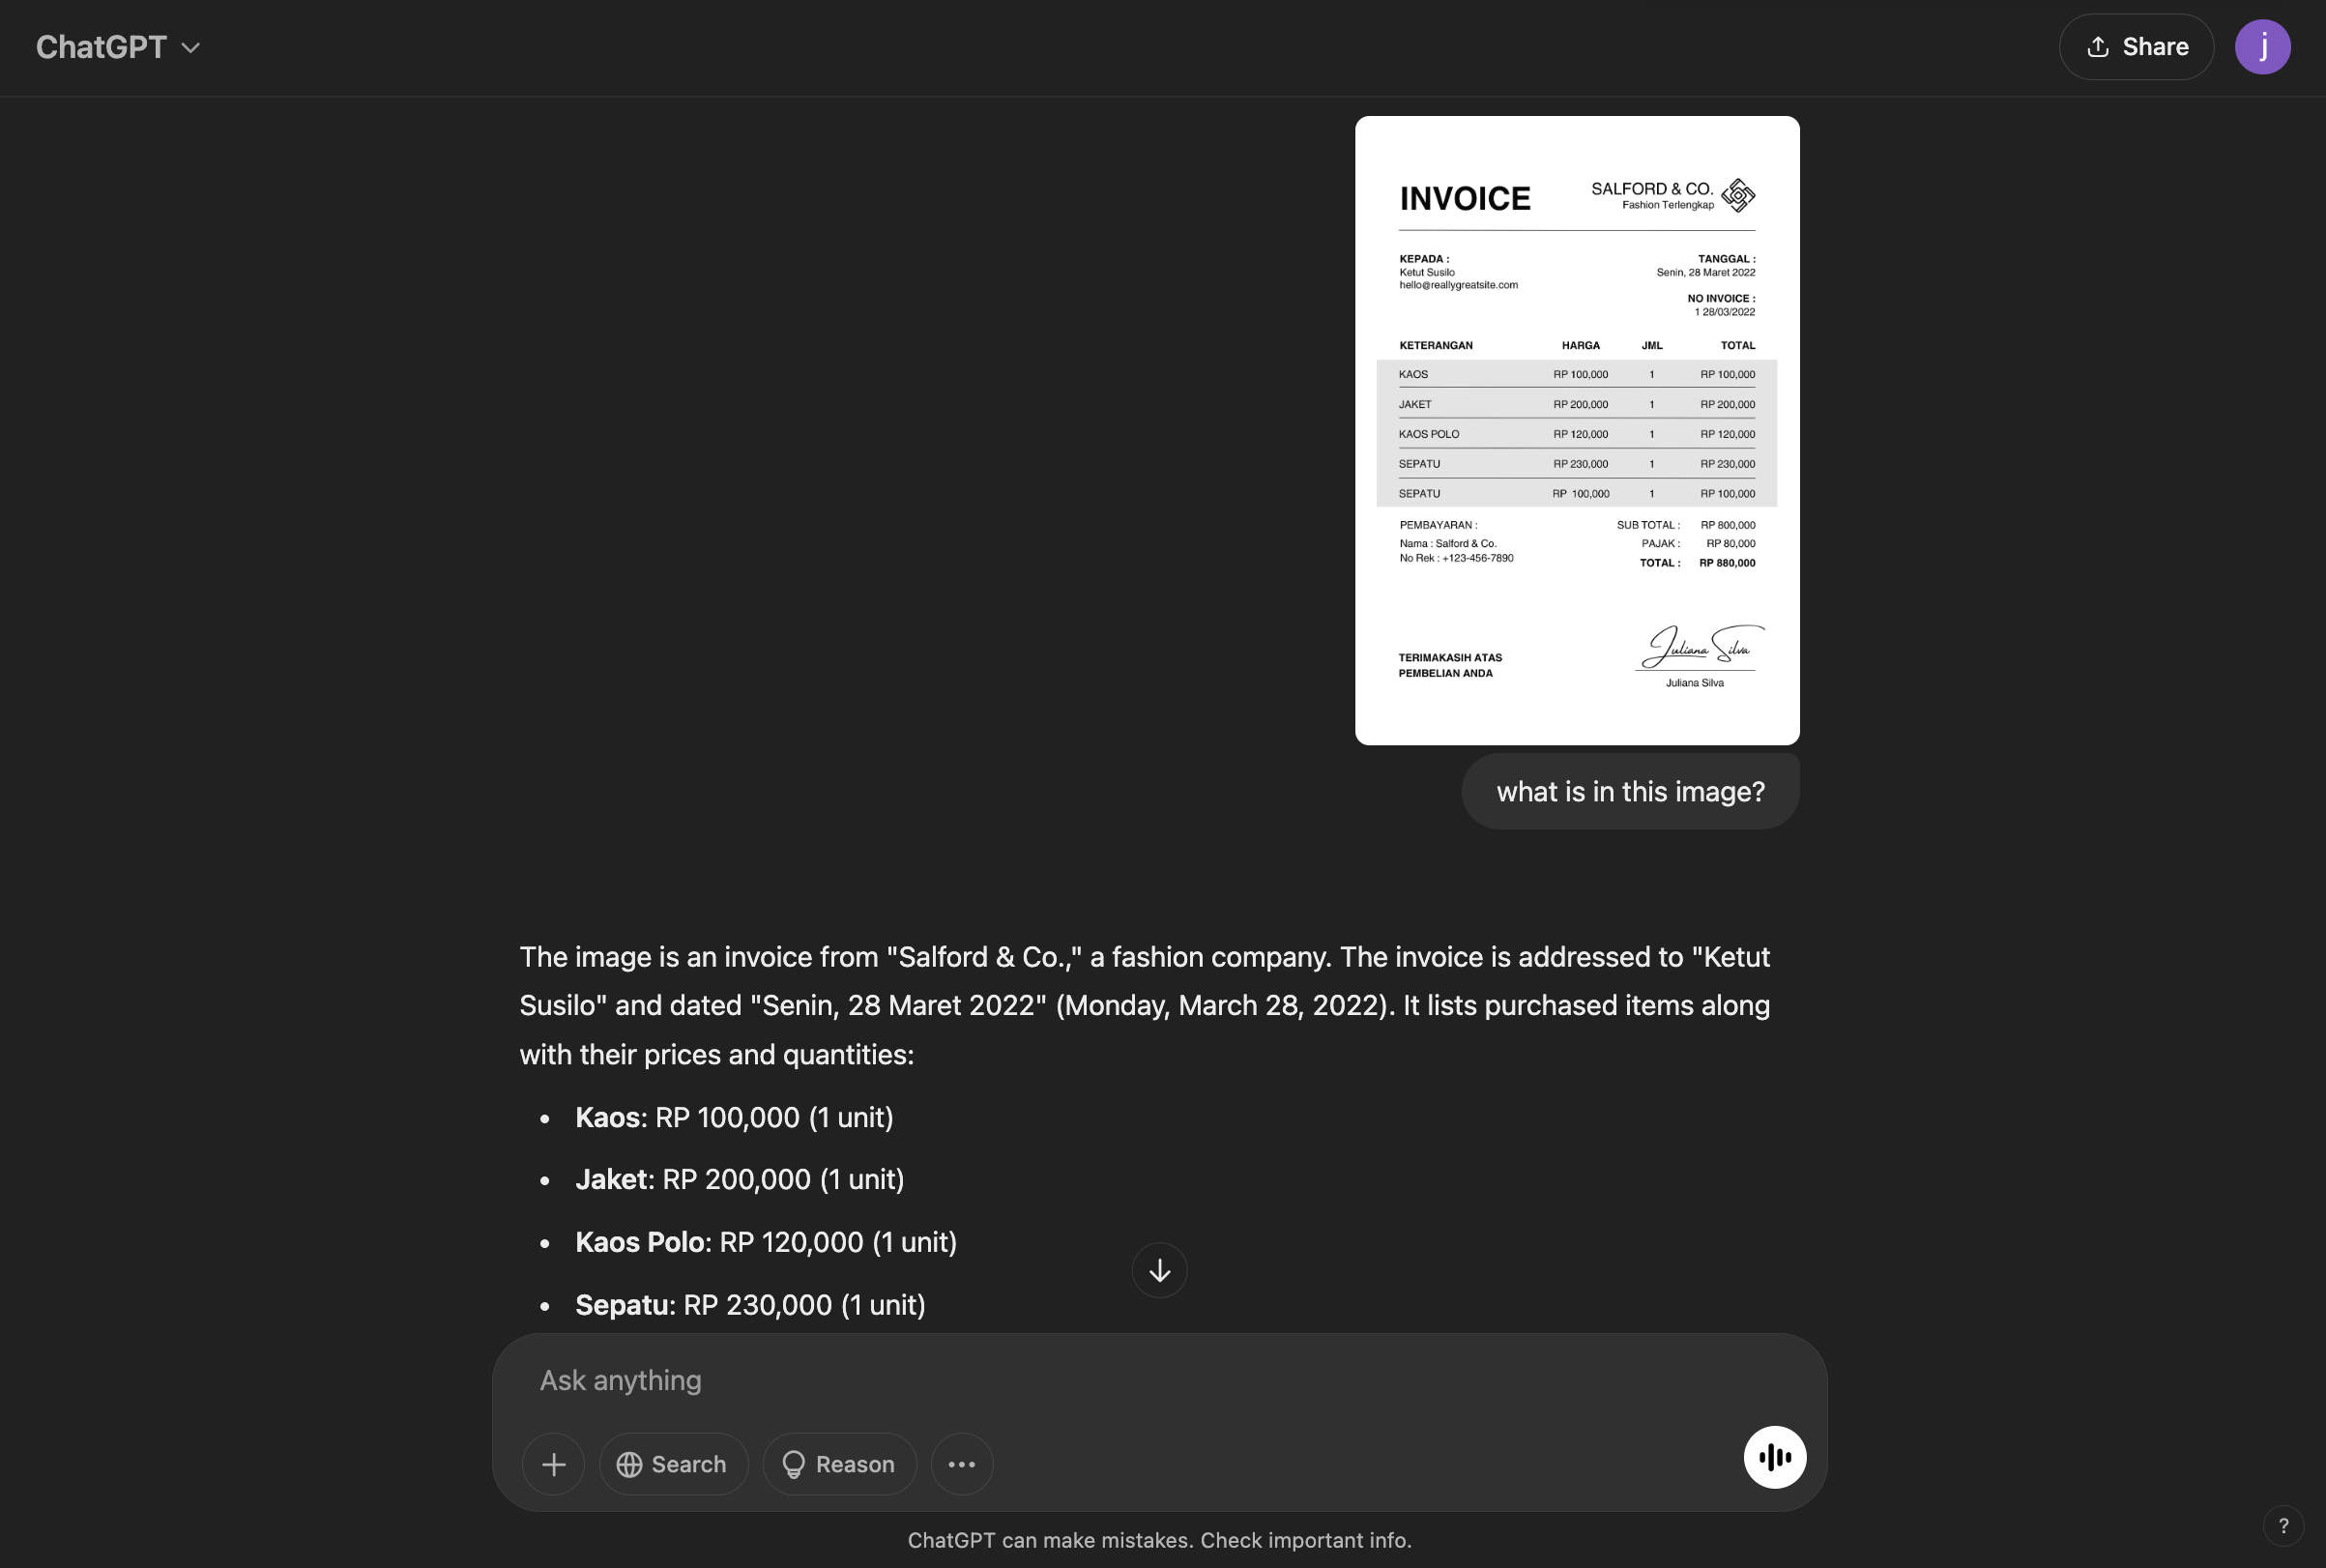 ChatGPT
Share
j
INVOICE
SALFORD & CO.
Fashion Terlengkap
KEPADA :
Ketut Susilo
hello@reallygreatsite.com
TANGGAL :
Senin, 28 Maret 2022
NO INVOICE :
1 28/03/2022
KETERANGAN HARGA JML TOTAL
KAOS RP 100,000 1 RP 100,000
JAKET RP 200,000 1 RP 200,000
KAOS POLO RP 120,000 1 RP 120,000
SEPATU RP 230,000 1 RP 230,000
SEPATU RP 100,000 1 RP 100,000
PEMBAYARAN :
Nama : Salford & Co.
No Rek : +123-456-7890
SUB TOTAL : RP 800,000
PAJAK : RP 80,000
TOTAL : RP 880,000
TERIMAKASIH ATAS
PEMBELIAN ANDA
Juliana Silva
Juliana Silva
what is in this image?
The image is an invoice from "Salford & Co.," a fashion company. The invoice is addressed to "Ketut
Susilo" and dated "Senin, 28 Maret 2022" (Monday, March 28, 2022). It lists purchased items along
with their prices and quantities:
• Kaos: RP 100,000 (1 unit)
• Jaket: RP 200,000 (1 unit)
• Kaos Polo: RP 120,000 (1 unit)
• Sepatu: RP 230,000 (1 unit)
Ask anything
Search
Reason
ChatGPT can make mistakes. Check important info.
?